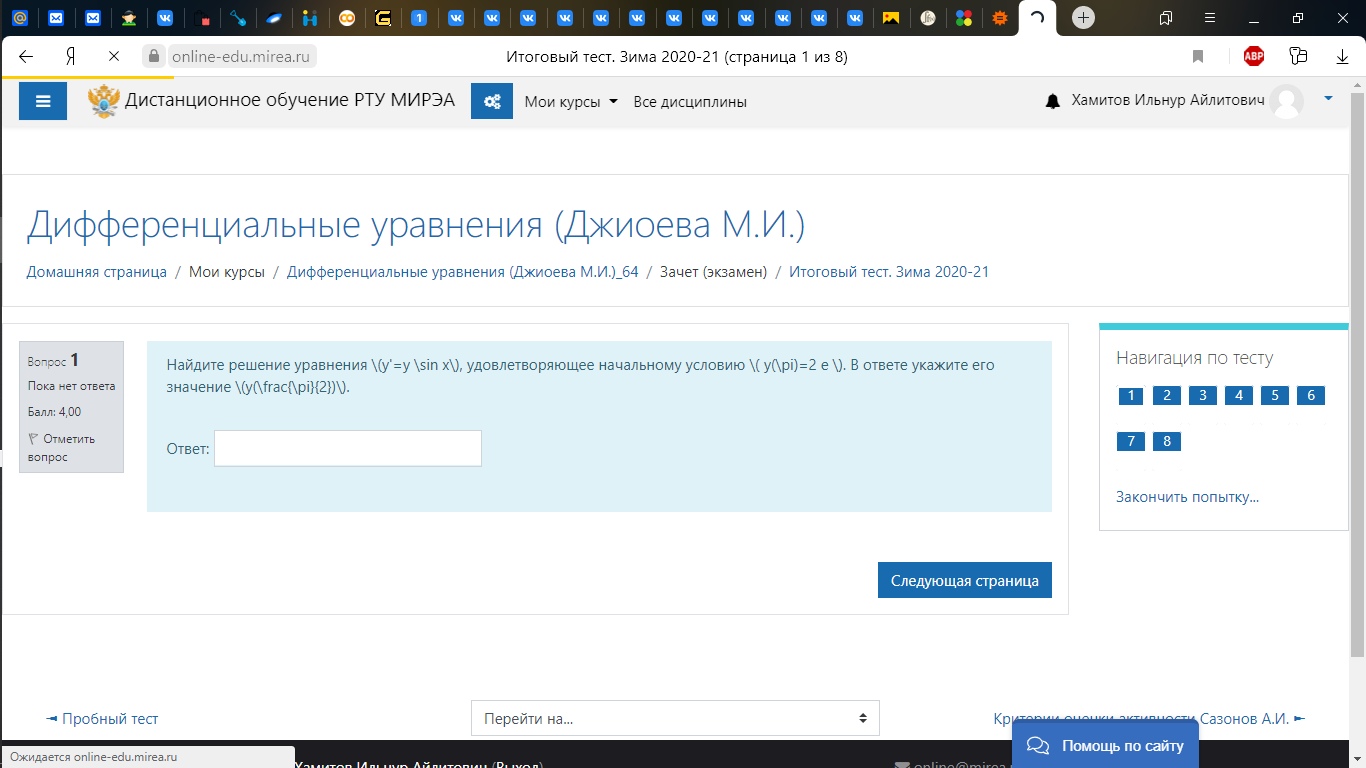 online-edu.mirea.ru
Итоговый тест. Зима 2020-21 (страница 1 из 8)
ABP
Дистанционное обучение РТУ МИРЭА
Мои курсы
Все дисциплины
Хамитов Ильнур Айлитович
Дифференциальные уравнения (Джиоева М.И.)
Домашняя страница / Мои курсы / Дифференциальные уравнения (Джиоева М.И.)_64 / Зачет (экзамен) / Итоговый тест. Зима 2020-21
Вопрос 1
Пока нет ответа
Балл: 4,00
Отметить
вопрос
Найдите решение уравнения \(y'=y \sin x\), удовлетворяющее начальному условию \( y(\pi)=2 e \). В ответе укажите его
значение \(y(\frac{\pi}{2})\).
Ответ:
Следующая страница
Навигация по тесту
1 2 3 4 5 6
7 8
Закончить попытку...
◄ Пробный тест
Перейти на...
Критерии оценки активности Сазонов А.И. ►
Помощь по сайту
Ожидается online-edu.mirea.ru
Хамитов Ильнур Айлитович (Выход)
online@mirea.